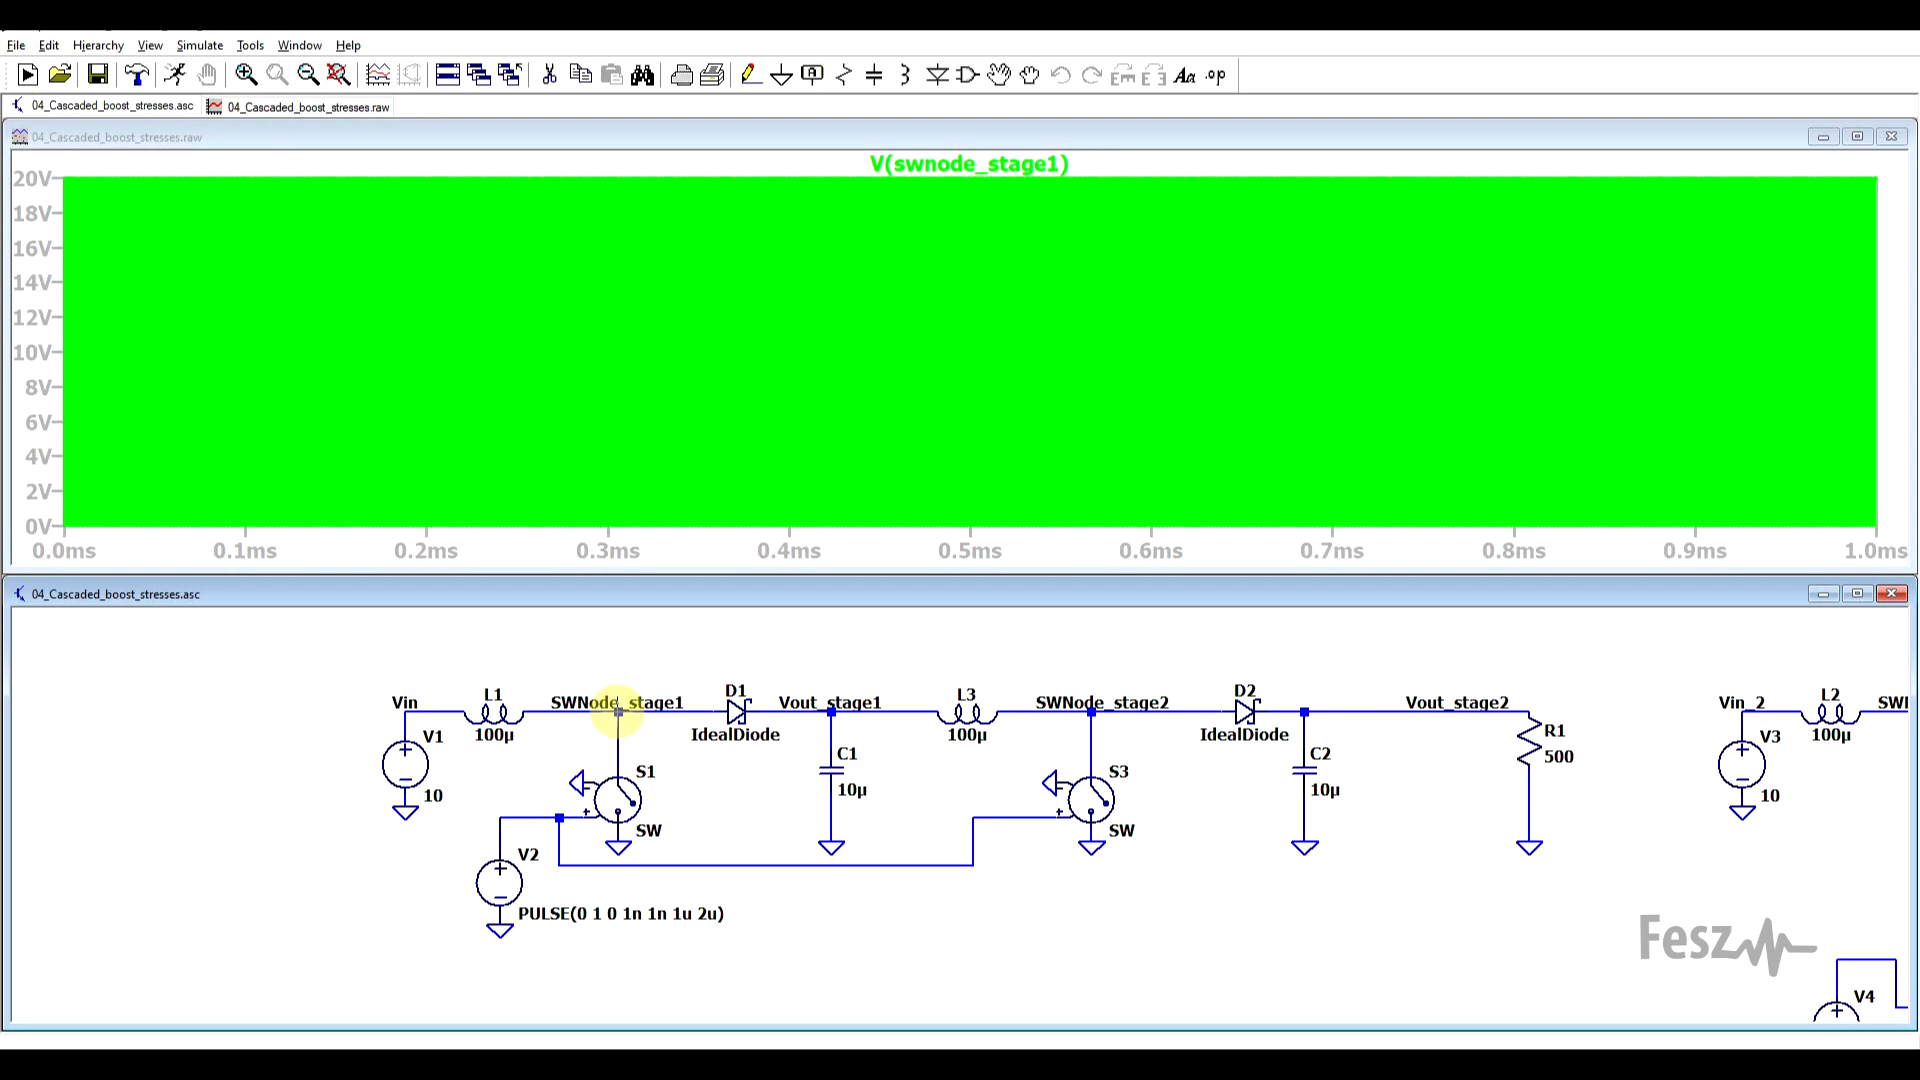 File Edit Hierarchy View Simulate Tools Window Help
04_Cascaded_boost_stresses.asc 04_Cascaded_boost_stresses.raw
04_Cascaded_boost_stresses.raw
V(swnode_stage1)
20V
18V
16V
14V
12V
10V
8V
6V
4V
2V
0V
0.0ms 0.1ms 0.2ms 0.3ms 0.4ms 0.5ms 0.6ms 0.7ms 0.8ms 0.9ms 1.0ms
04_Cascaded_boost_stresses.asc
Vin L1 SWNode_stage1 D1 Vout_stage1 L3 SWNode_stage2 D2 Vout_stage2 Vin_2 L2
100µ IdealDiode 100µ IdealDiode R1 100µ
V1 C1 C2 500 V3
10 S1 10µ S3 10µ 10
SW SW
V2
PULSE(0 1 0 1n 1n 1u 2u)
Fesz
V4